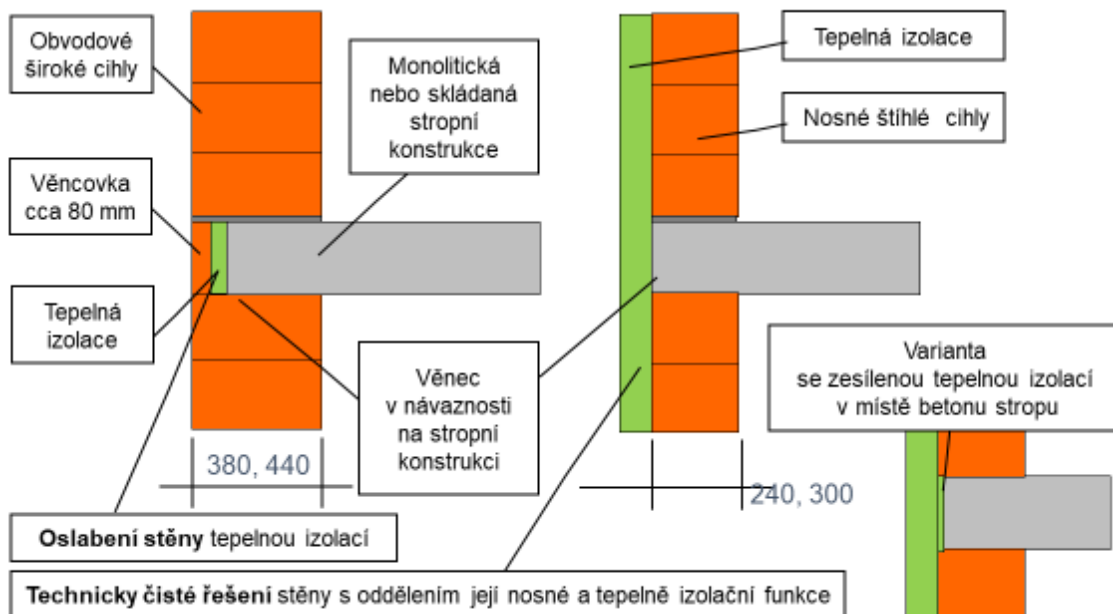 Obvodové
široké cihly
Monolitická
nebo skládaná
stropní
konstrukce
Tepelná izolace
Nosné štíhlé cihly
Věncovka
cca 80 mm
Tepelná
izolace
Věnec
v návaznosti
na stropní
konstrukci
Varianta
se zesílenou tepelnou izolací
v místě betonu stropu
380, 440
240, 300
Oslabení stěny tepelnou izolací
Technicky čisté řešení stěny s oddělením její nosné a tepelně izolační funkce